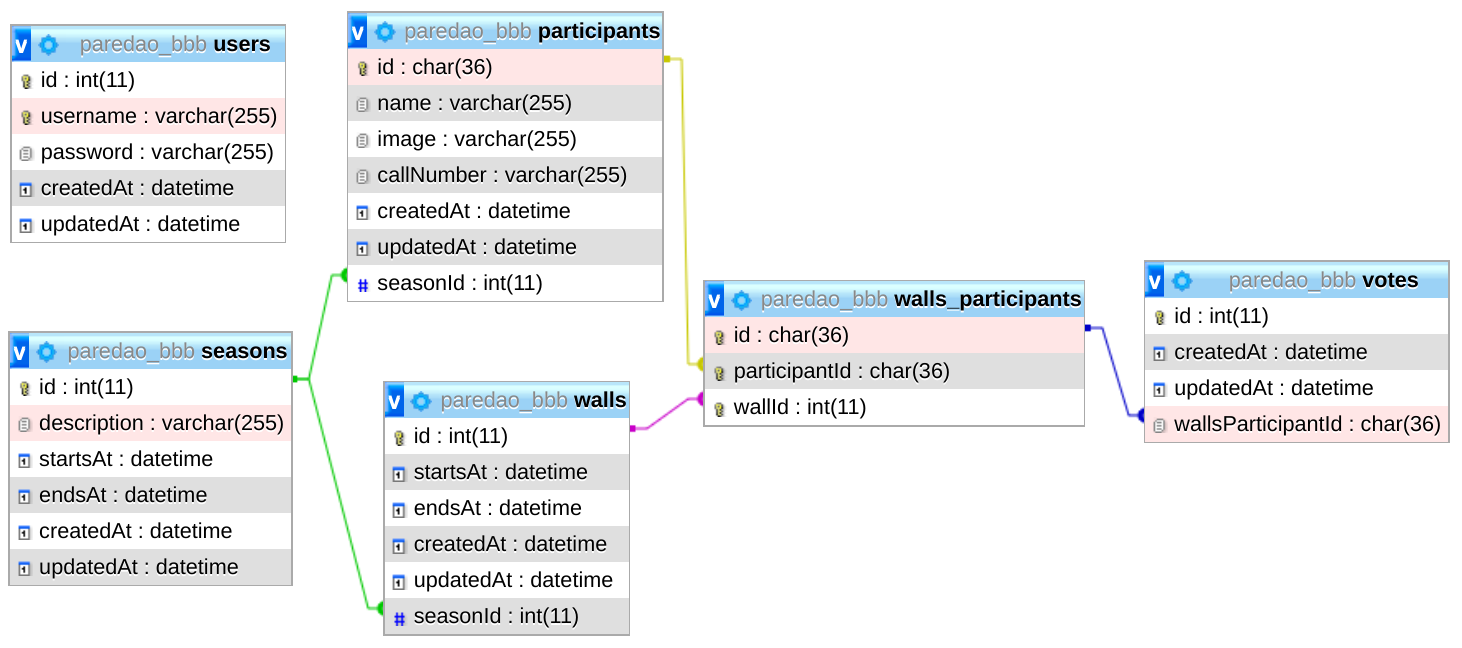 v paredao_bbb users
id : int(11)
username : varchar(255)
password : varchar(255)
createdAt : datetime
updatedAt : datetime
v paredao_bbb participants
id : char(36)
name : varchar(255)
image : varchar(255)
callNumber : varchar(255)
createdAt : datetime
updatedAt : datetime
# seasonId : int(11)
v paredao_bbb seasons
id : int(11)
description : varchar(255)
startsAt : datetime
endsAt : datetime
createdAt : datetime
updatedAt : datetime
v paredao_bbb walls
id : int(11)
startsAt : datetime
endsAt : datetime
createdAt : datetime
updatedAt : datetime
# seasonId : int(11)
v paredao_bbb walls_participants
id : char(36)
participantId : char(36)
wallId : int(11)
v paredao_bbb votes
id : int(11)
createdAt : datetime
updatedAt : datetime
wallsParticipantId : char(36)